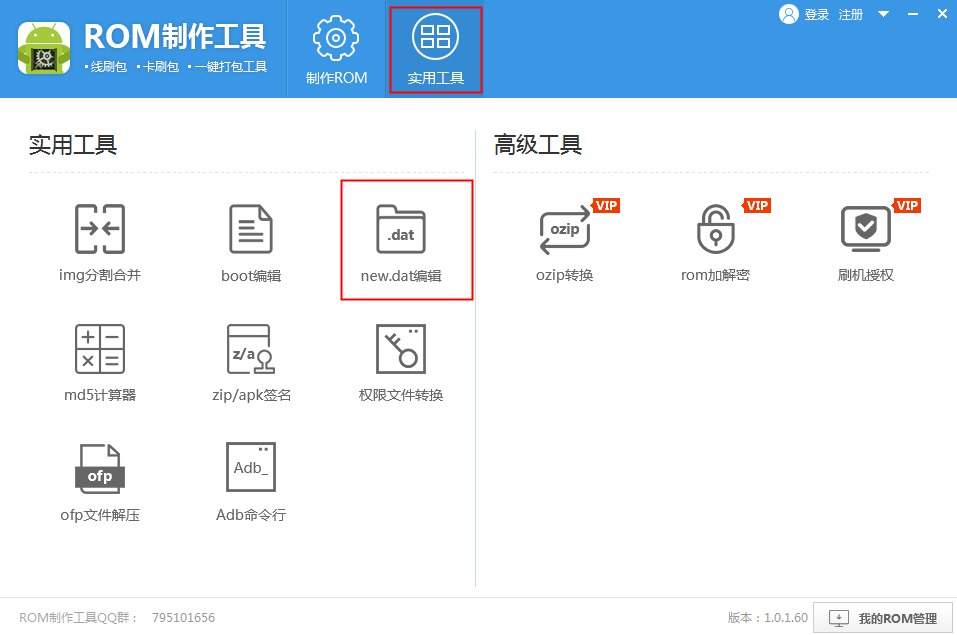 ROM制作工具
·线刷包 ·卡刷包 ·一键打包工具
制作ROM
实用工具
登录 注册
实用工具
img分割合并
boot编辑
.dat
new.dat编辑
md5计算器
z/a
zip/apk签名
权限文件转换
ofp
ofp文件解压
Adb_
Adb命令行
高级工具
ozip
VIP
ozip转换
VIP
rom加解密
VIP
刷机授权
ROM制作工具QQ群： 795101656
版本：1.0.1.60
我的ROM管理